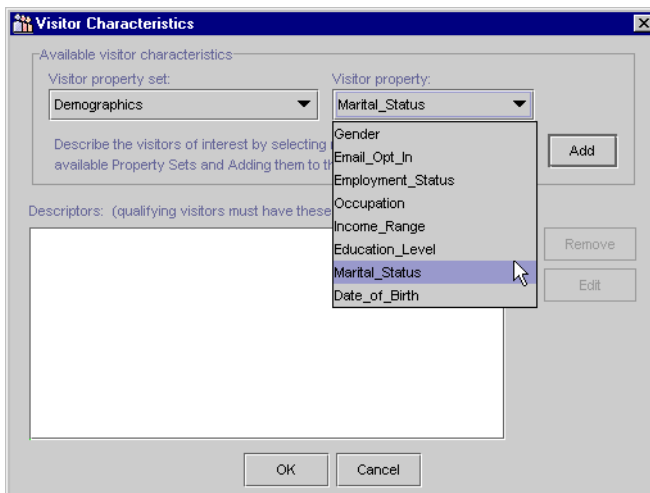 Visitor Characteristics
Available visitor characteristics
Visitor property set:
Visitor property:
Demographics
Marital_Status
Describe the visitors of interest by selecting
available Property Sets and Adding them to
Gender
Email_Opt_In
Employment_Status
Occupation
Income_Range
Education_Level
Marital_Status
Date_of_Birth
Add
Descriptors: (qualifying visitors must have these
Remove
Edit
OK
Cancel